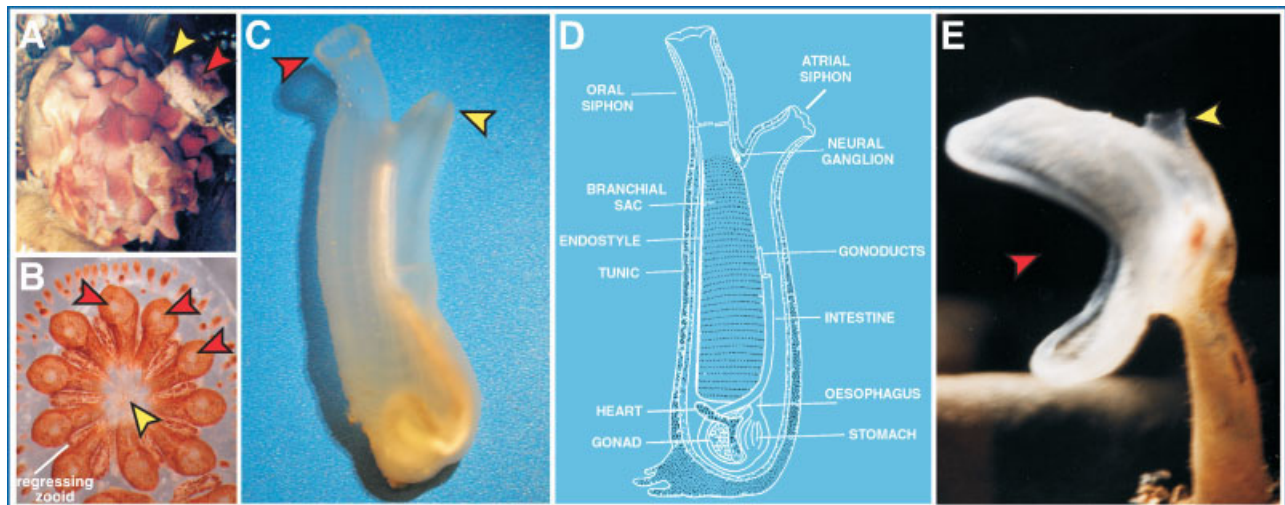 A
B
regressing
zooid
C
D
ORAL
SIPHON
ATRIAL
SIPHON
NEURAL
GANGLION
BRANCHIAL
SAC
ENDOSTYLE
TUNIC
GONODUCTS
INTESTINE
HEART
GONAD
OESOPHAGUS
STOMACH
E